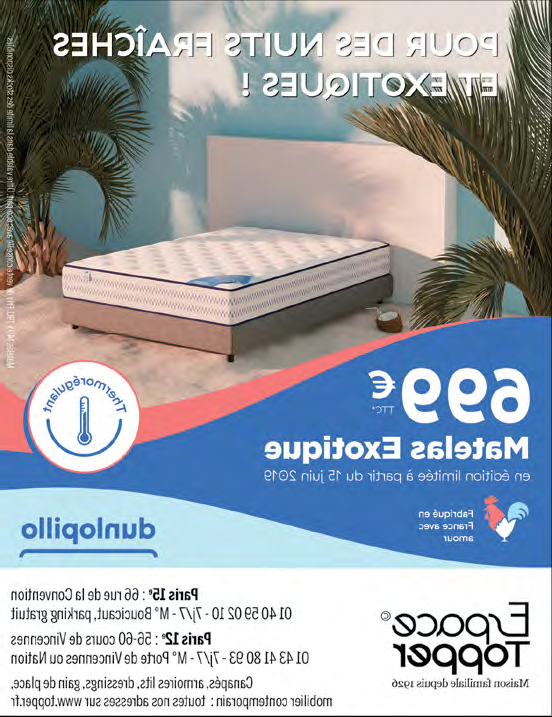 POUR DES NUITS FRAÎCHES
ET EXOTIQUES !
Thermorégulant
699€
TTC*
Matelas Exotique
en édition limitée à partir du 15 juin 2019
Fabriqué en
France avec
amour
dunlopillo
Espace
Topper
©
Maison familiale depuis 1926
Paris 15e : 66 rue de la Convention
01 40 59 02 10 - 7j/7 - M° Boucicaut, parking gratuit
Paris 12e : 56-60 cours de Vincennes
01 43 41 80 93 - 7j/7 - M° Porte de Vincennes ou Nation
Canapés, armoires lits, dressings, gain de place,
mobilier contemporain : toutes nos adresses sur www.topper.fr